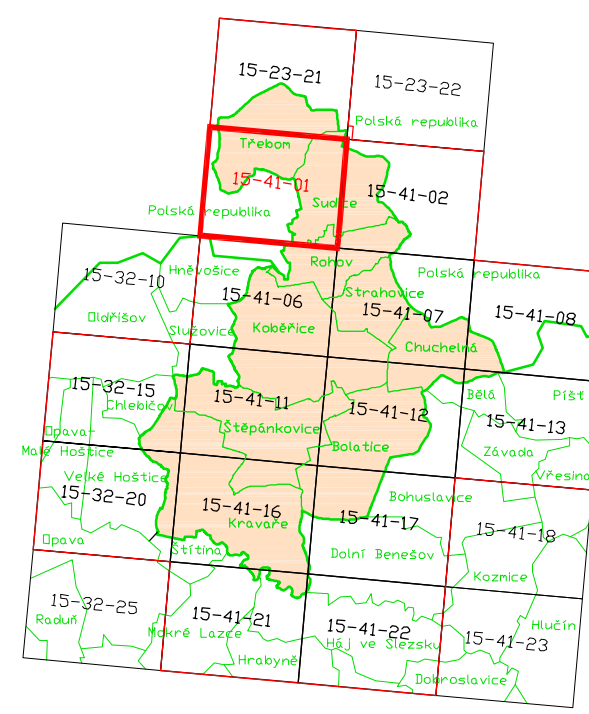 15-23-21
15-23-22
Polská republika
Třebom
15-41-01
15-41-02
Sudice
Polská republika
Rohov
Hněvošice
Polská republika
15-32-10
Strahovice
15-41-06
15-41-07
15-41-08
Oldřišov
Služovice
Kobeřice
Chuchelná
15-32-15
15-41-11
Bělá
Píšť
Chlebičov
15-41-12
15-41-13
Opava-
Štěpánkovice
Malé Hoštice
Bolatice
Závada
Velké Hoštice
Vřesina
15-32-20
15-41-16
Bohuslavice
Kravaře
15-41-17
15-41-18
Opava
Štítina
Dolní Benešov
Kozmice
15-32-25
15-41-21
Raduň
15-41-22
Hlučín
Mokré Lazce
Háj ve Slezsku
15-41-23
Hrabyně
Dobroslavice